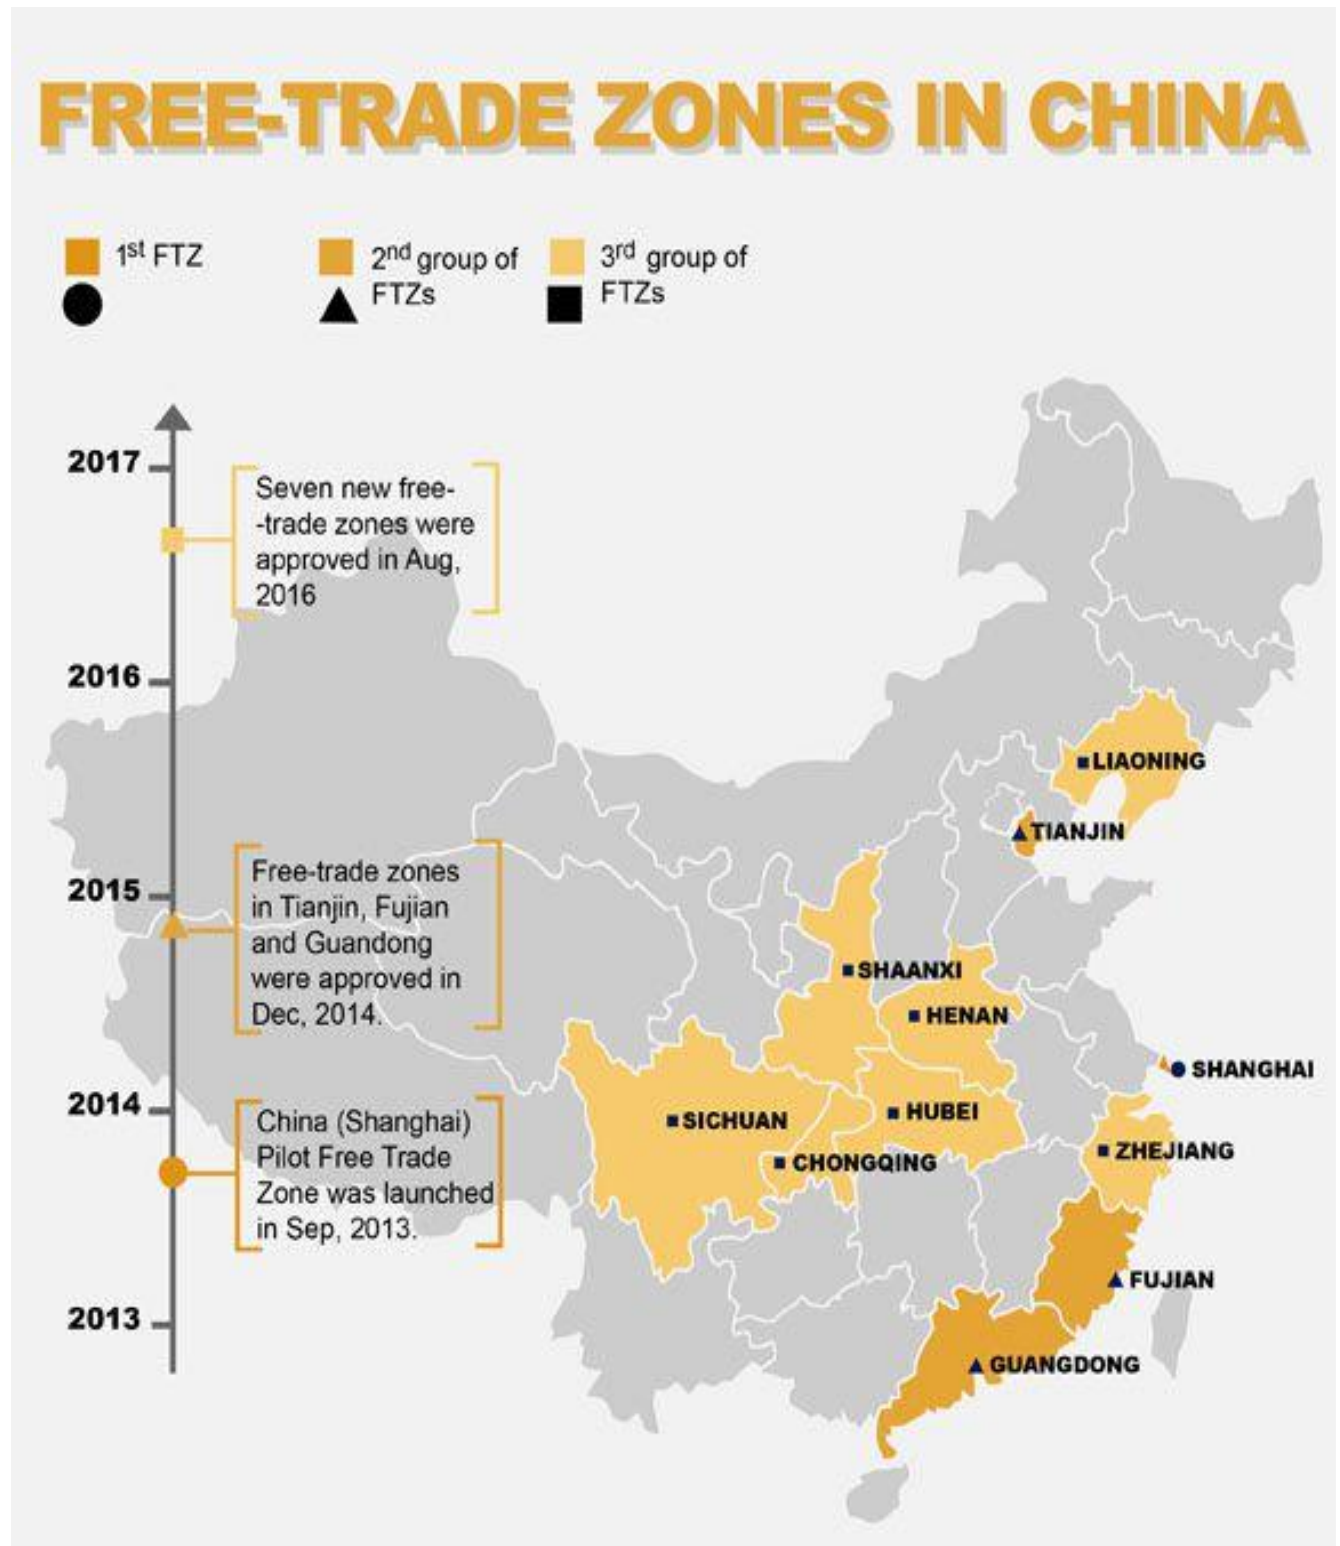 FREE-TRADE ZONES IN CHINA
1st FTZ
2nd group of
FTZs
3rd group of
FTZs
2017
Seven new free-
-trade zones were
approved in Aug,
2016
2016
LIAONING
TIANJIN
2015
Free-trade zones
in Tianjin, Fujian
and Guandong
were approved in
Dec, 2014.
SHAANXI
HENAN
SHANGHAI
2014
China (Shanghai)
Pilot Free Trade
Zone was launched
in Sep, 2013.
SICHUAN
HUBEI
CHONGQING
ZHEJIANG
FUJIAN
2013
GUANGDONG